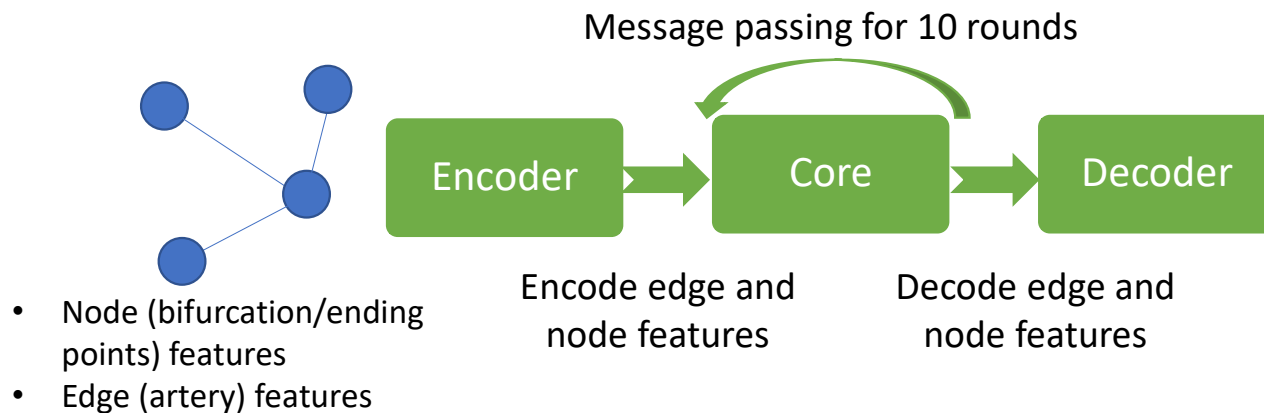 Message passing for 10 rounds
Encoder
Core
Decoder
Encode edge and
node features
Decode edge and
node features
• Node (bifurcation/ending
points) features
• Edge (artery) features